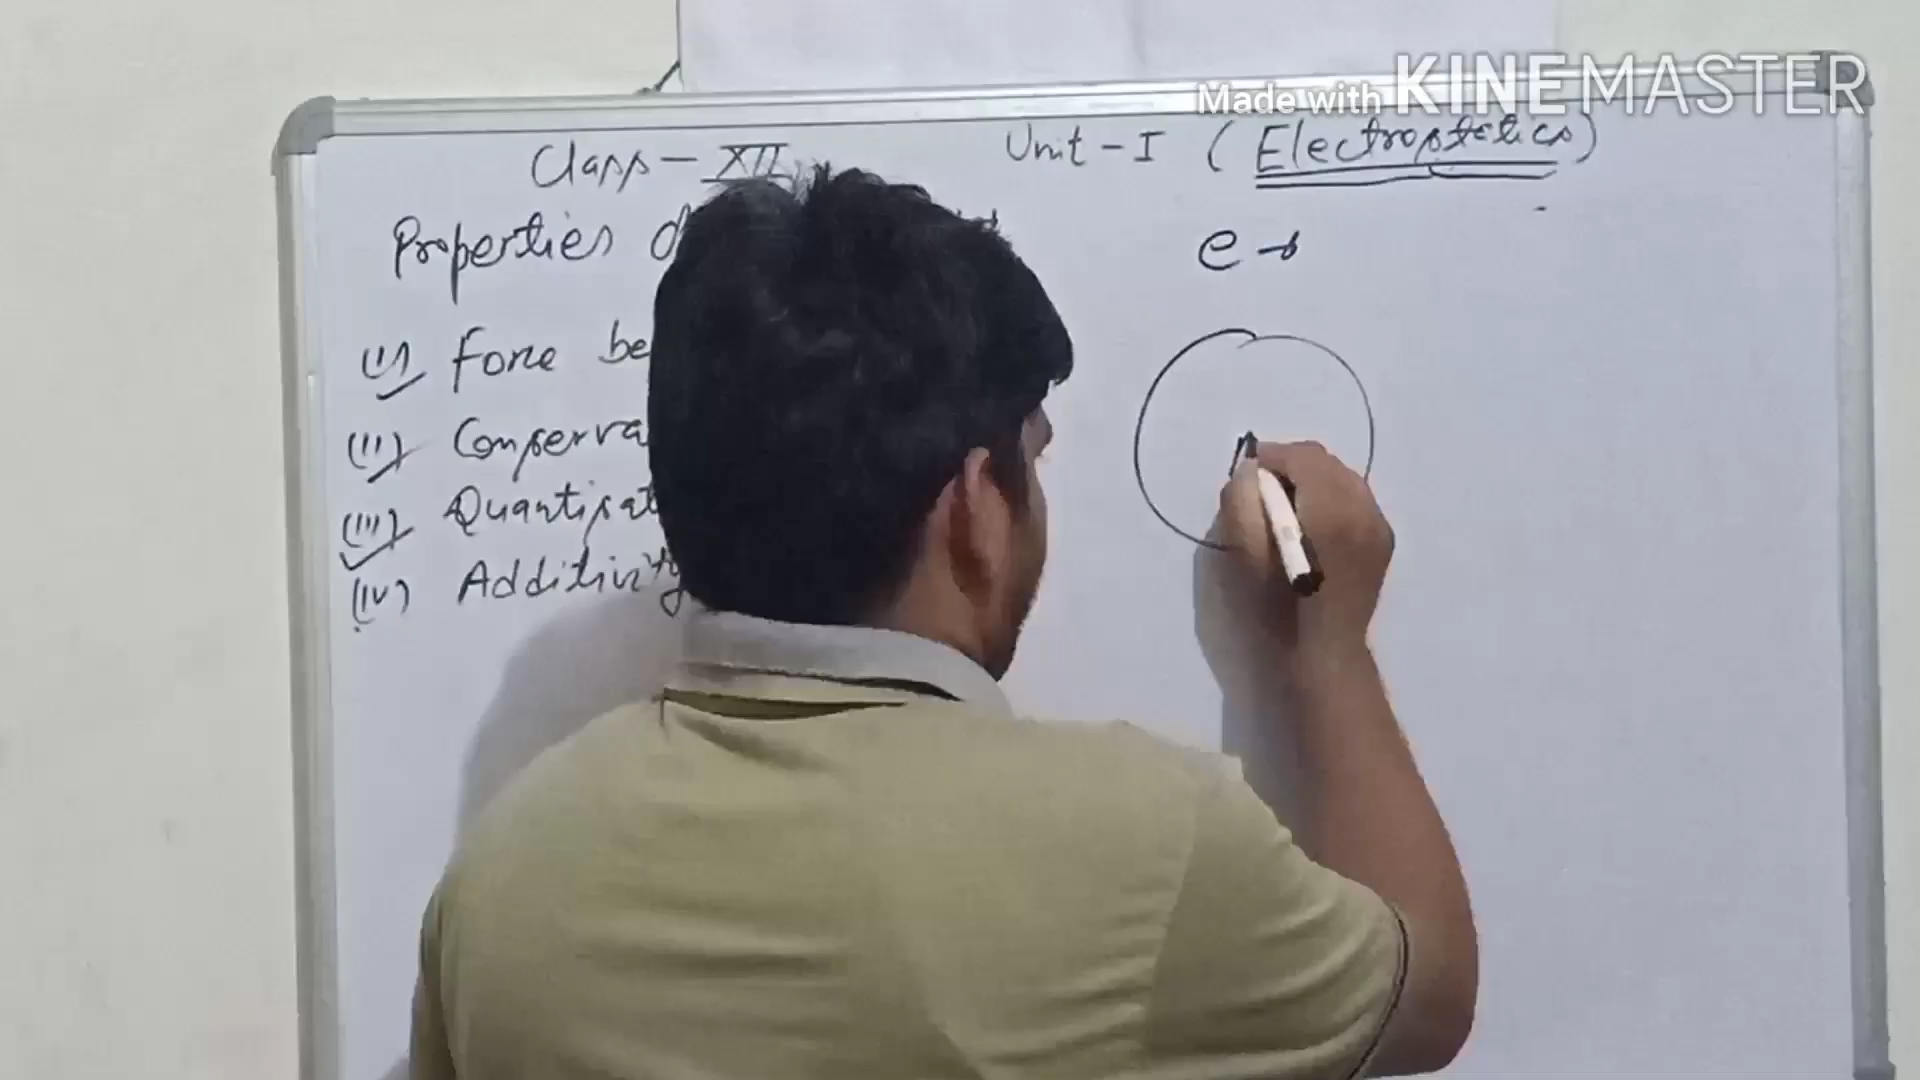 Made with KINEMASTER
Class - XII Unit - I (Electrostatics)
Properties
e
(i) Force be
(ii) Conserva
(iii) Quantisat
(iv) Additivity